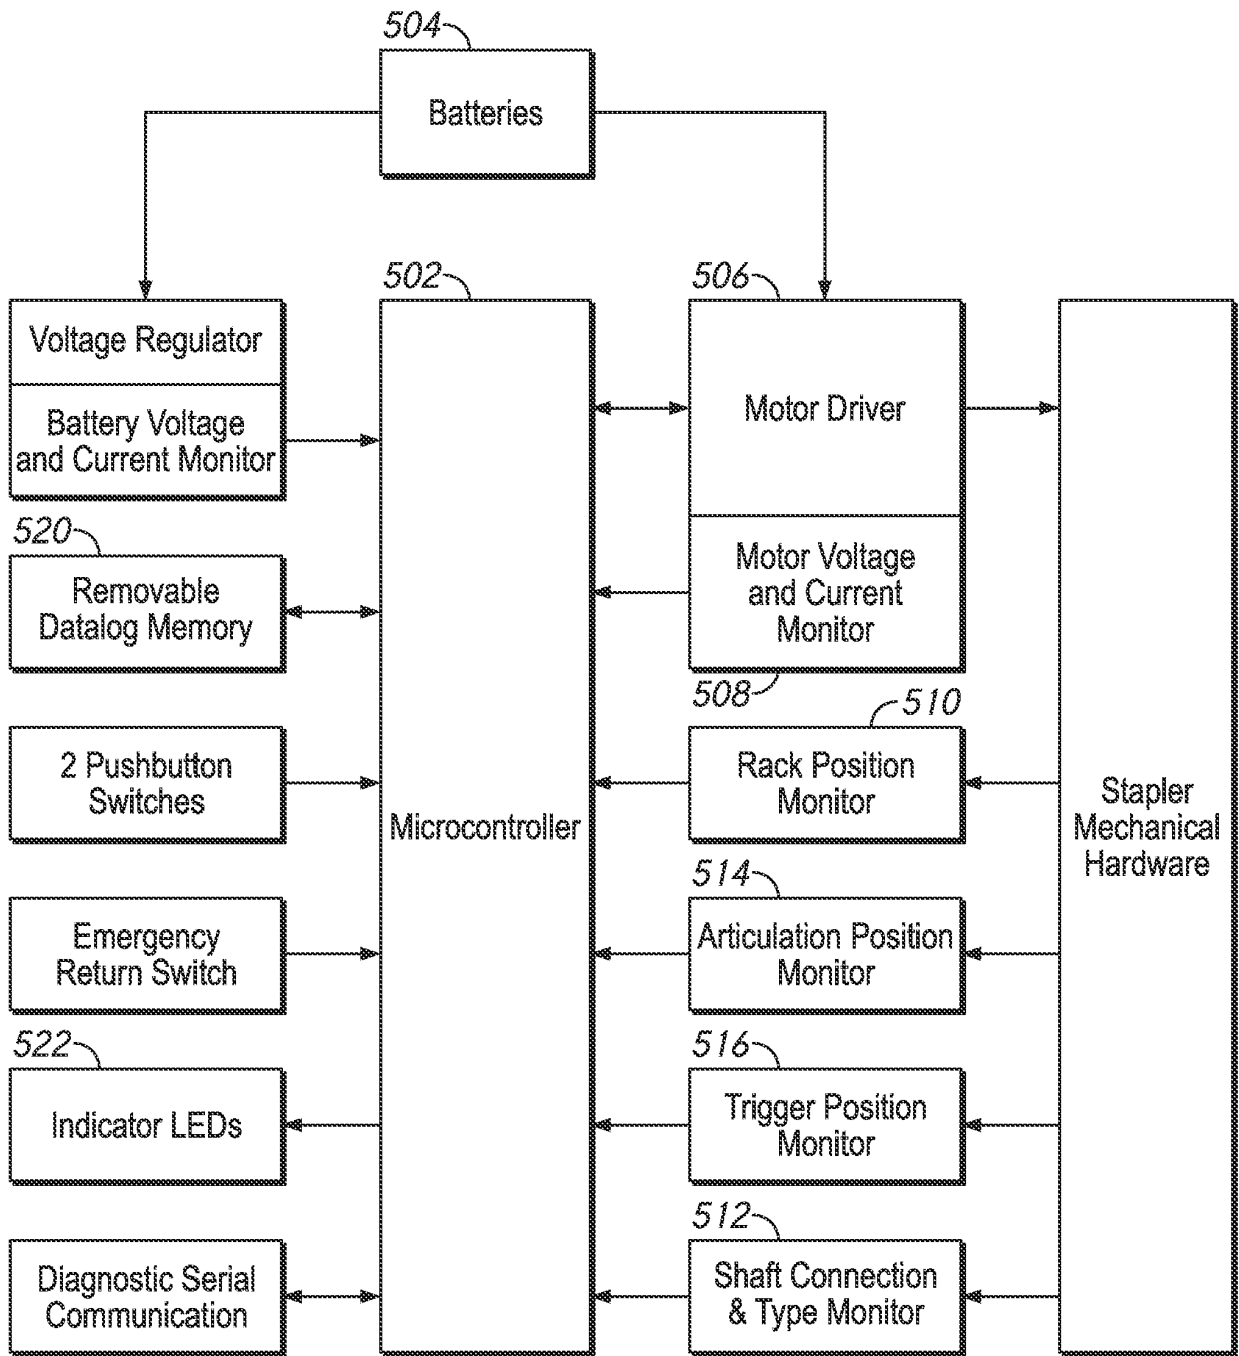 504
Batteries
502
506
Voltage Regulator
Battery Voltage
and Current Monitor
Motor Driver
520
Removable
Datalog Memory
Motor Voltage
and Current
Monitor
508
510
2 Pushbutton
Switches
Microcontroller
Rack Position
Monitor
Stapler
Mechanical
Hardware
514
Emergency
Return Switch
Articulation Position
Monitor
522
516
Indicator LEDs
Trigger Position
Monitor
512
Diagnostic Serial
Communication
Shaft Connection
& Type Monitor